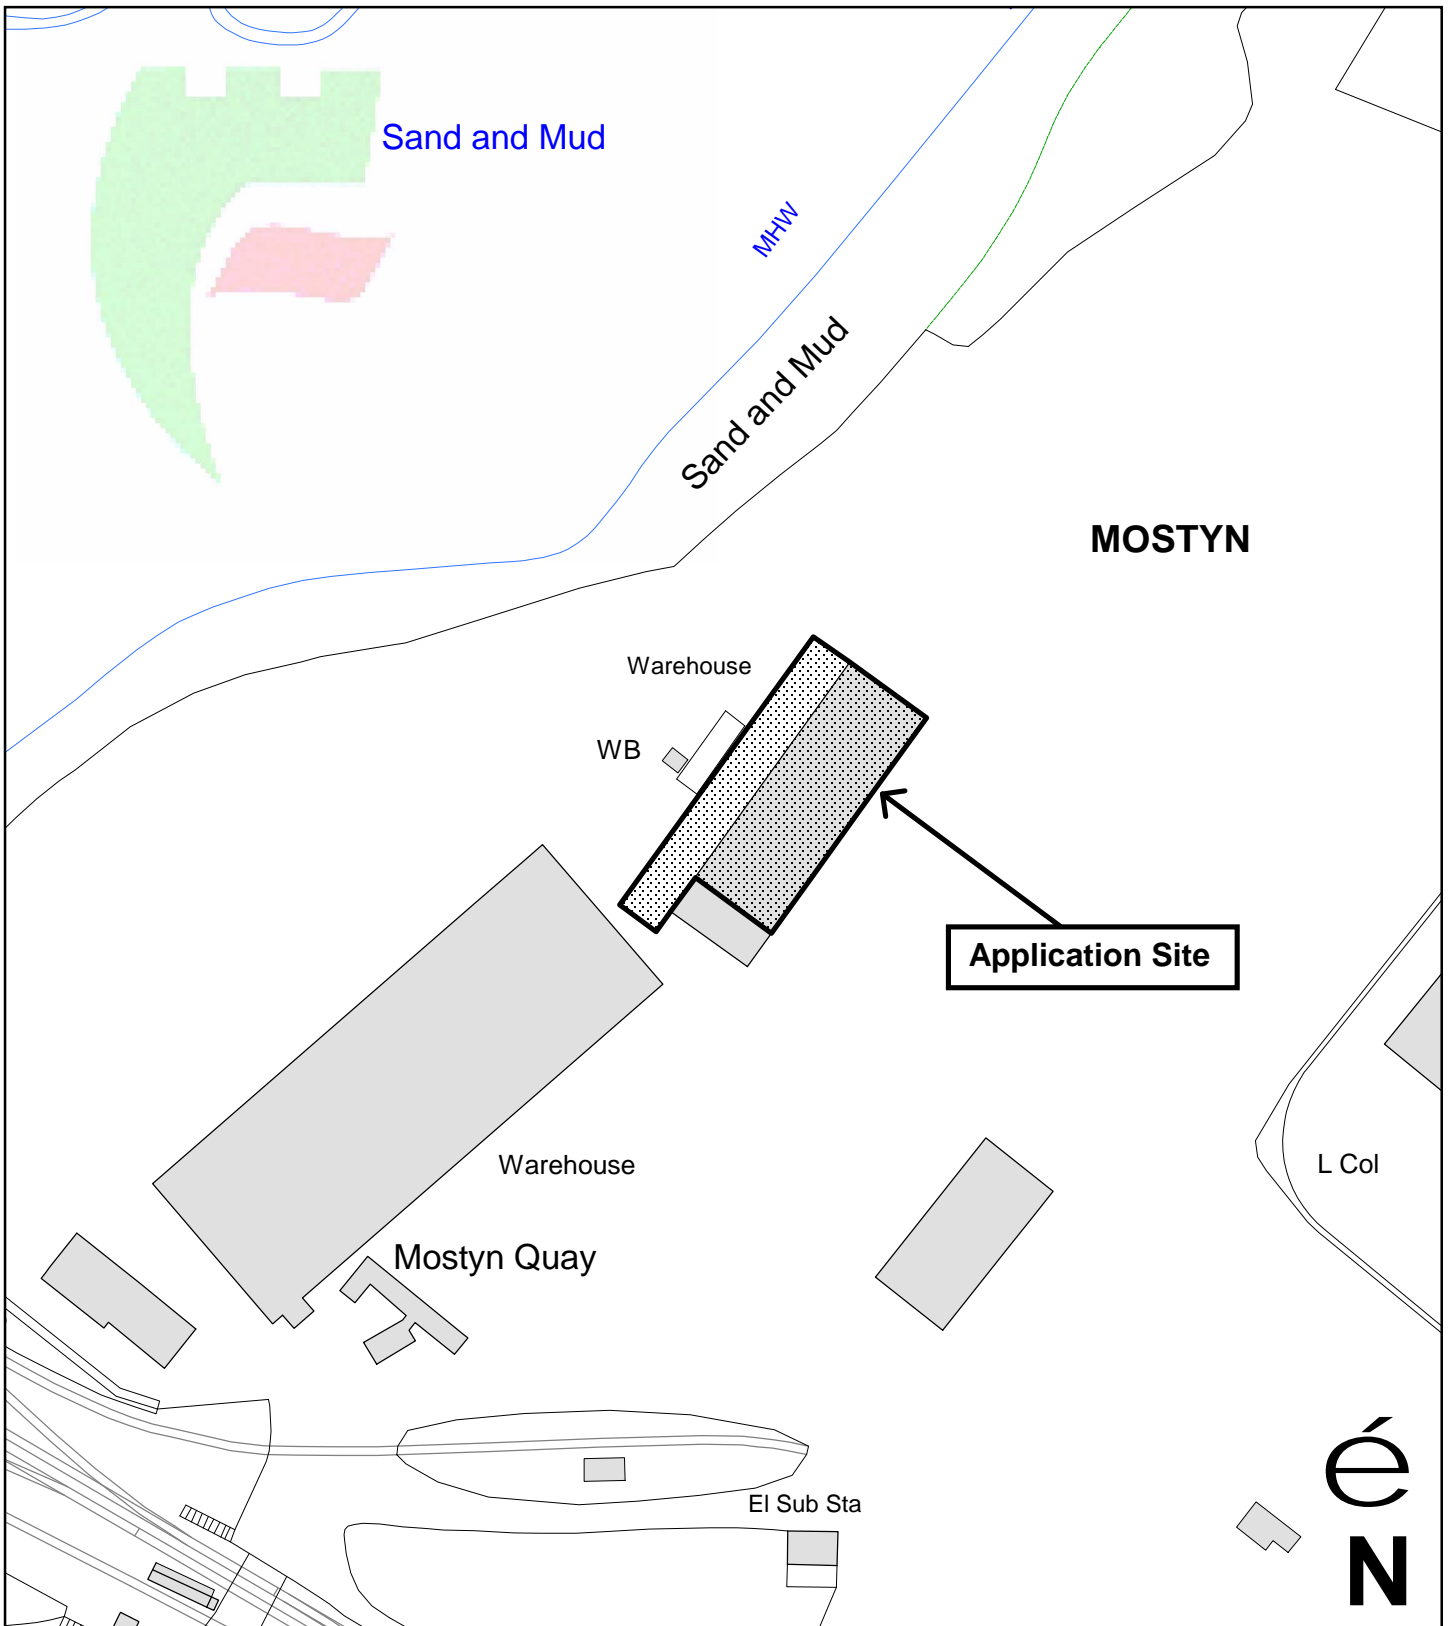 Sand and Mud
MHW
Sand and Mud
MOSTYN
Warehouse
WB
Application Site
Warehouse
L Col
Mostyn Quay
El Sub Sta
é
N